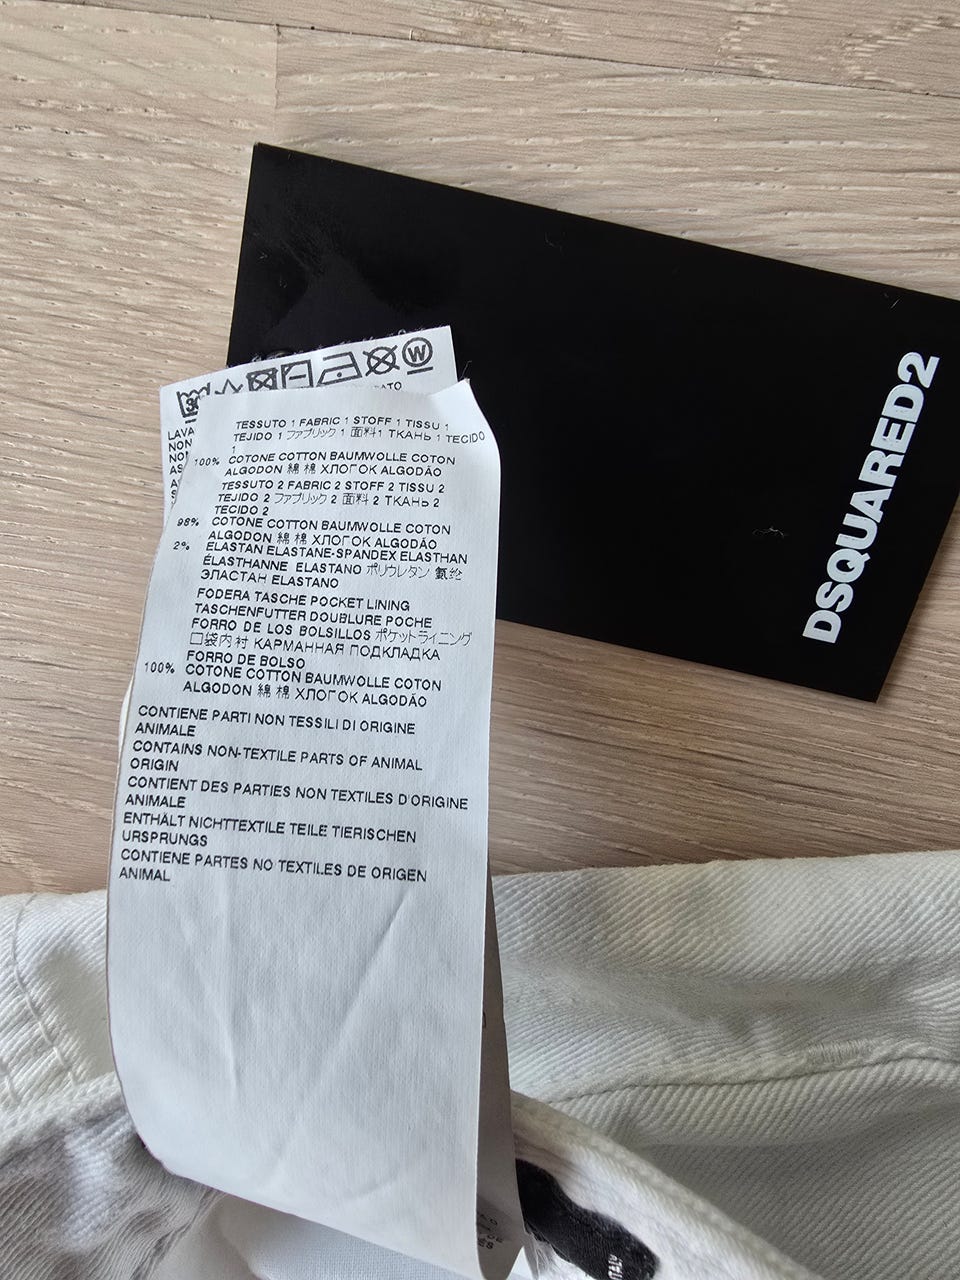 DSQUARED2
W
LAVA
NON
NON
AS
TESSUTO 1 FABRIC 1 STOFF 1 TISSU 1
TEJIDO 1 ファブリック 1 面料1 ТКАНЬ 1 TECIDO
1
100% COTONE COTTON BAUMWOLLE COTON
ALGODON 綿 棉 ХЛОГОК ALGODÃO
TESSUTO 2 FABRIC 2 STOFF 2 TISSU 2
TEJIDO 2 ファブリック 2 面料 2 ТКАНЬ 2
TECIDO 2
98% COTONE COTTON BAUMWOLLE COTON
ALGODON 綿 棉 ХЛОГОК ALGODÃO
2% ELASTAN ELASTANE-SPANDEX ELASTHAN
ÉLASTHANNE ELASTANO ポリウレタン 氨纶
ЭЛАСТАН ELASTANO
FODERA TASCHE POCKET LINING
TASCHENFUTTER DOUBLURE POCHE
FORRO DE LOS BOLSILLOS ポケットライニング
口袋内衬 КАРМАННАЯ ПОДКЛАДКА
FORRO DE BOLSO
100% COTONE COTTON BAUMWOLLE COTON
ALGODON 綿 棉 ХЛОГОК ALGODÃO
CONTIENE PARTI NON TESSILI DI ORIGINE
ANIMALE
CONTAINS NON-TEXTILE PARTS OF ANIMAL
ORIGIN
CONTIENT DES PARTIES NON TEXTILES D'ORIGINE
ANIMALE
ENTHÄLT NICHTTEXTILE TEILE TIERISCHEN
URSPRUNGS
CONTIENE PARTES NO TEXTILES DE ORIGEN
ANIMAL
ITALY